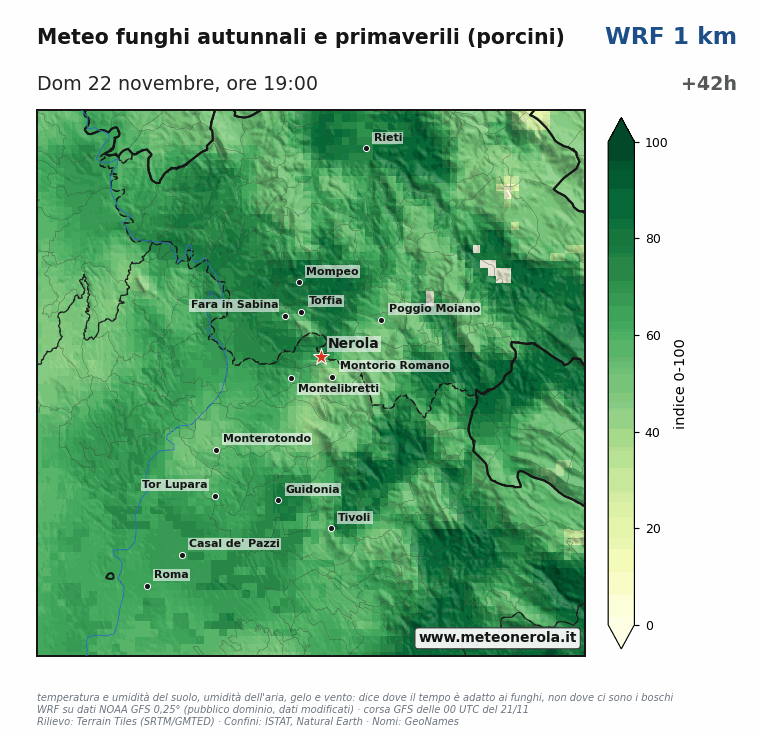 Meteo funghi autunnali e primaverili (porcini)
WRF 1 km
Dom 22 novembre, ore 19:00
+42h
Rieti
Mompeo
Toffia
Fara in Sabina
Poggio Moiano
Nerola
Montorio Romano
Montelibretti
Monterotondo
Tor Lupara
Guidonia
Tivoli
Casal de' Pazzi
Roma
www.meteonerola.it
100
80
60
40
20
0
indice 0-100
temperatura e umidità del suolo, umidità dell'aria, gelo e vento: dice dove il tempo è adatto ai funghi, non dove ci sono i boschi
WRF su dati NOAA GFS 0,25° (pubblico dominio, dati modificati) · corsa GFS delle 00 UTC del 21/11
Rilievo: Terrain Tiles (SRTM/GMTED) · Confini: ISTAT, Natural Earth · Nomi: GeoNames